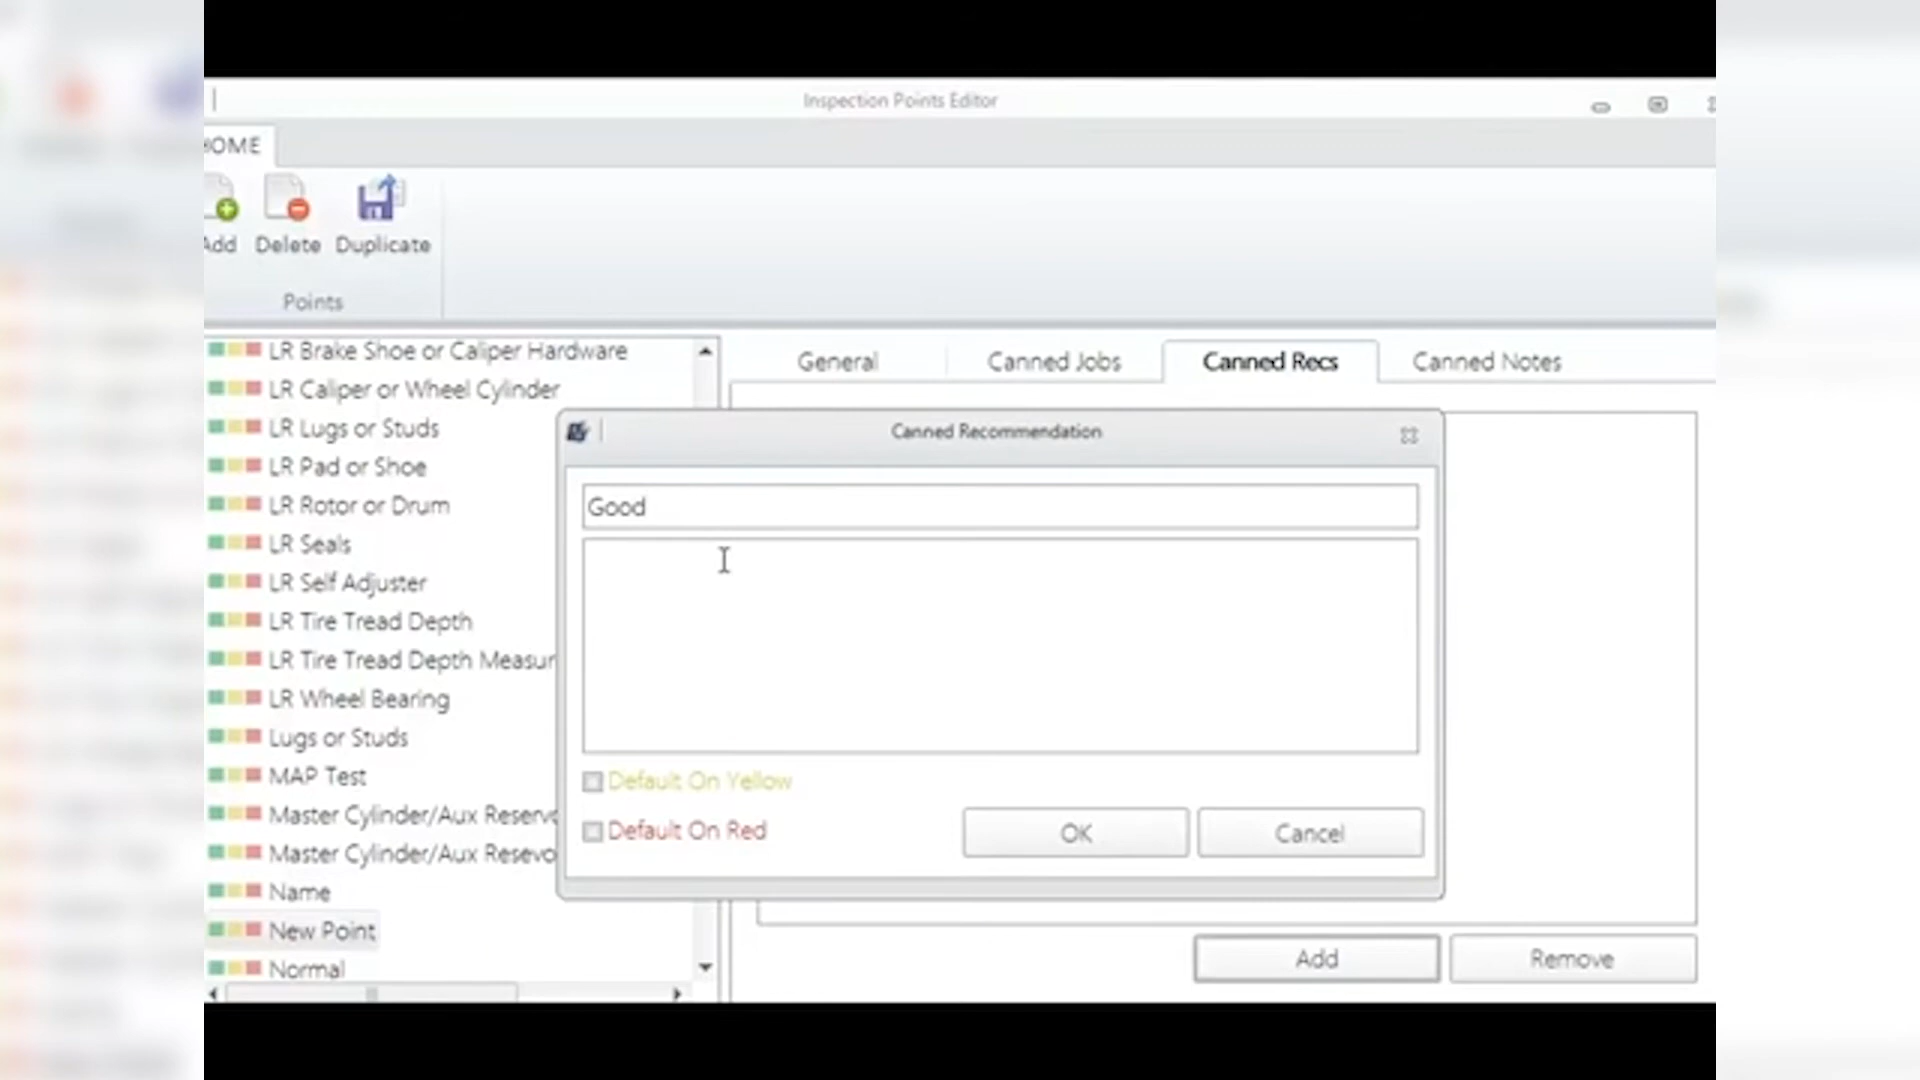 Inspection Points Editor
HOME
Add Delete Duplicate
Points
General Canned Jobs Canned Recs Canned Notes
LR Brake Shoe or Caliper Hardware
LR Caliper or Wheel Cylinder
LR Lugs or Studs
LR Pad or Shoe
LR Rotor or Drum
LR Seals
LR Self Adjuster
LR Tire Tread Depth
LR Tire Tread Depth Measur
LR Wheel Bearing
Lugs or Studs
MAP Test
Master Cylinder/Aux Reservo
Master Cylinder/Aux Resevo
Name
New Point
Normal
Canned Recommendation
Good
Default On Yellow
Default On Red
OK Cancel
Add Remove